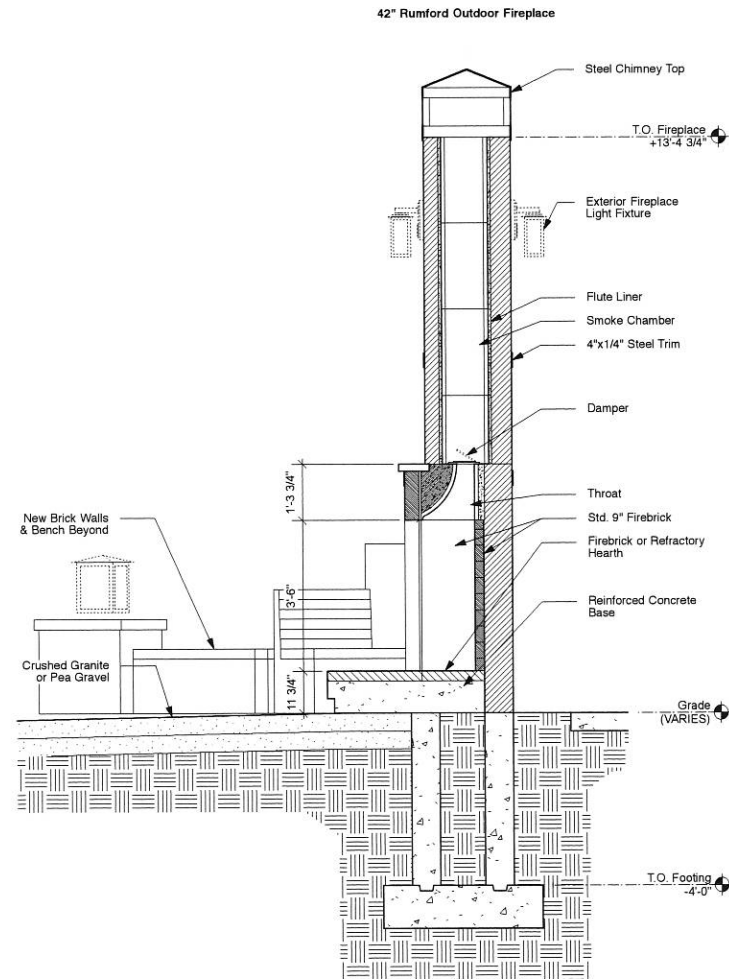 42" Rumford Outdoor Fireplace
Steel Chimney Top
T.O. Fireplace
+13'-4 3/4"
Exterior Fireplace
Light Fixture
Flute Liner
Smoke Chamber
4"x1/4" Steel Trim
Damper
1'-3 3/4"
Throat
New Brick Walls
& Bench Beyond
Std. 9" Firebrick
Firebrick or Refractory
Hearth
3'-6"
Reinforced Concrete
Base
Crushed Granite
or Pea Gravel
11 3/4"
Grade
(VARIES)
T.O. Footing
-4'-0"